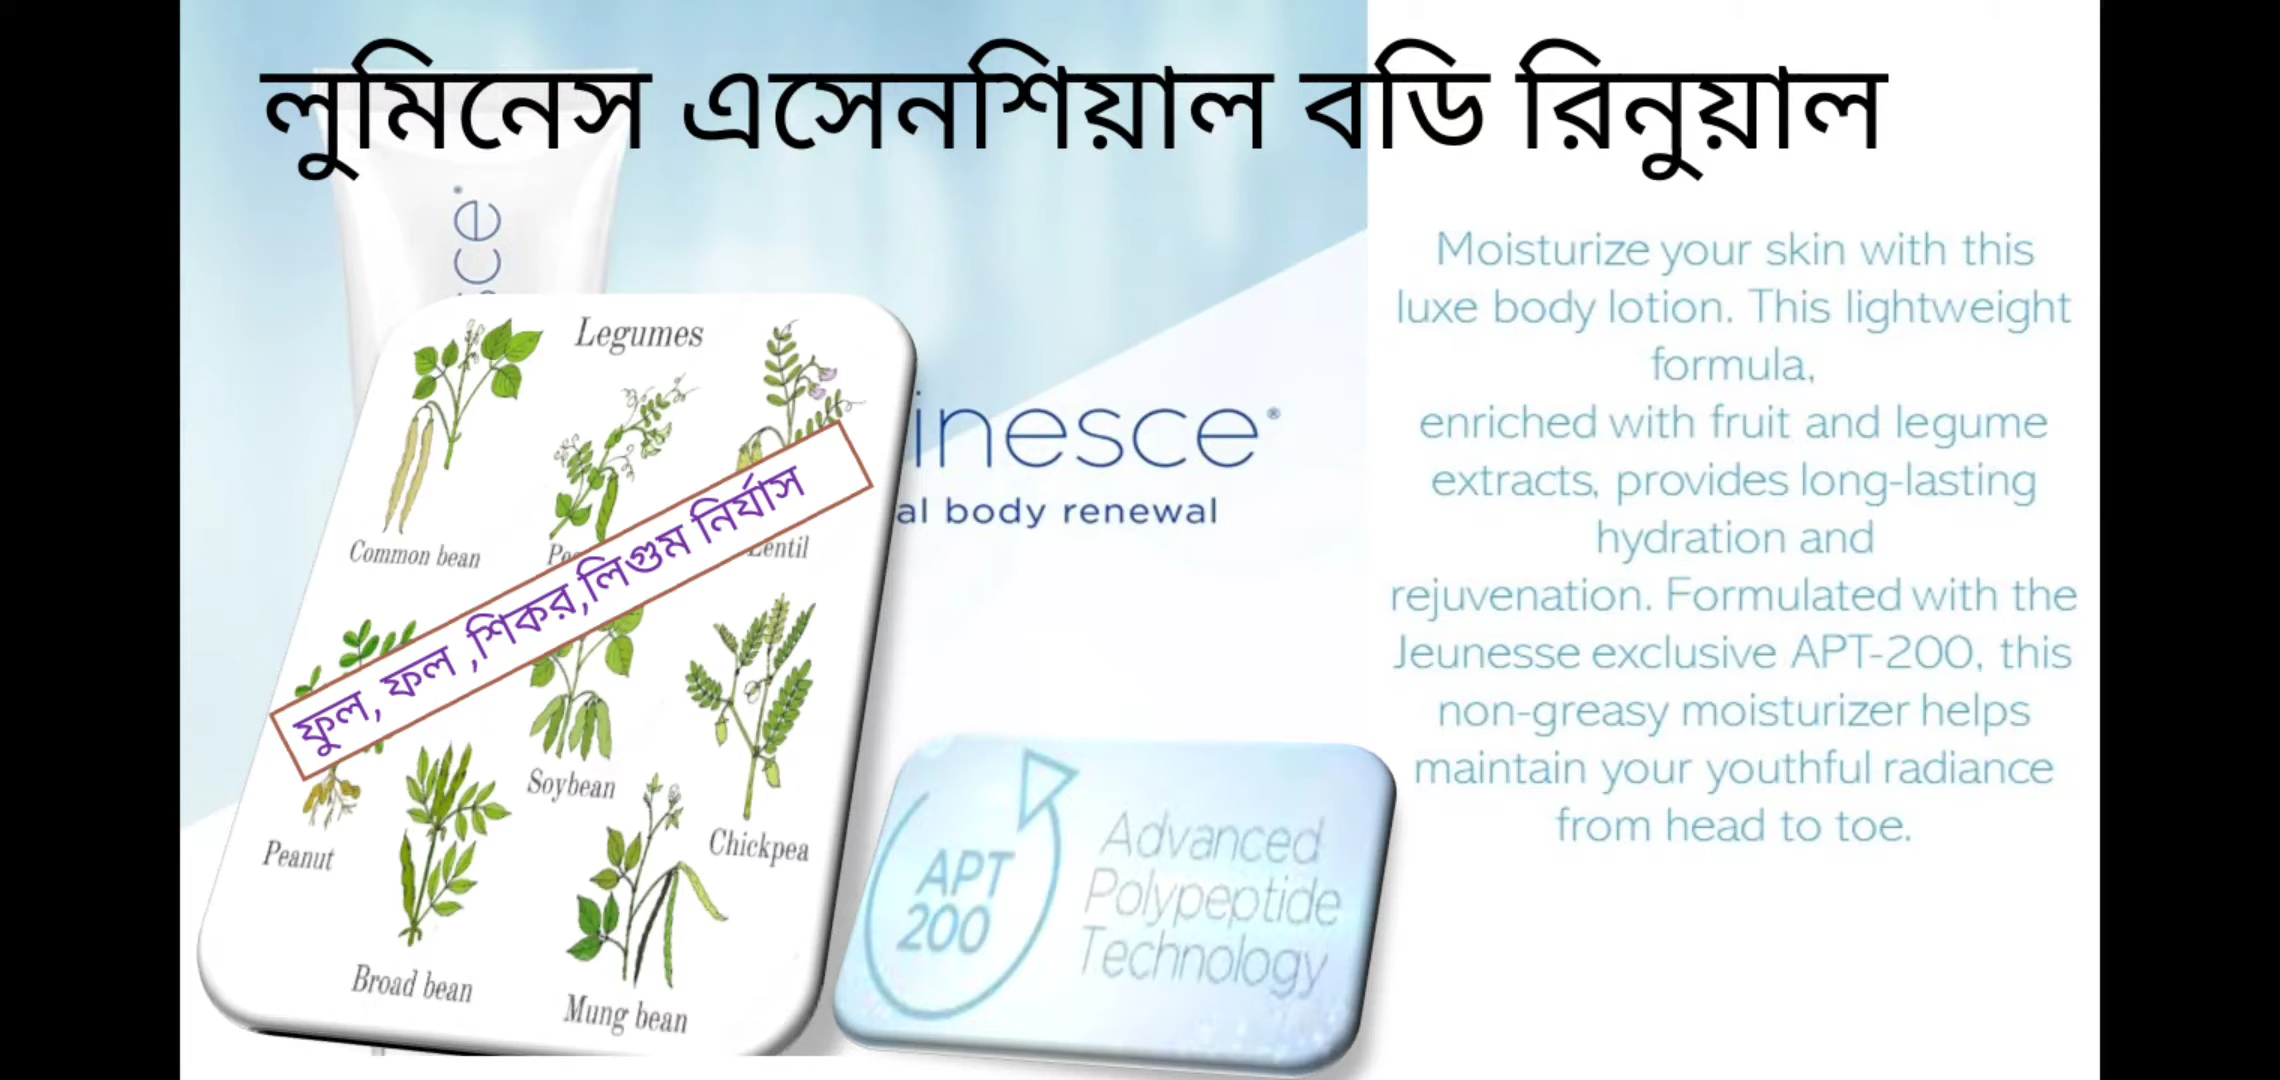 লুমিনেস এসেনশিয়াল বডি রিনুয়াল
sce®
Legumes
Common bean
Lentil
ফুল, ফল ,শিকর,লিগুম নির্যাস
Peanut
Soybean
Chickpea
Broad bean
Mung bean
inesce®
al body renewal
APT
200
Advanced
Polypeptide
Technology
Moisturize your skin with this
luxe body lotion. This lightweight
formula,
enriched with fruit and legume
extracts, provides long-lasting
hydration and
rejuvenation. Formulated with the
Jeunesse exclusive APT-200, this
non-greasy moisturizer helps
maintain your youthful radiance
from head to toe.